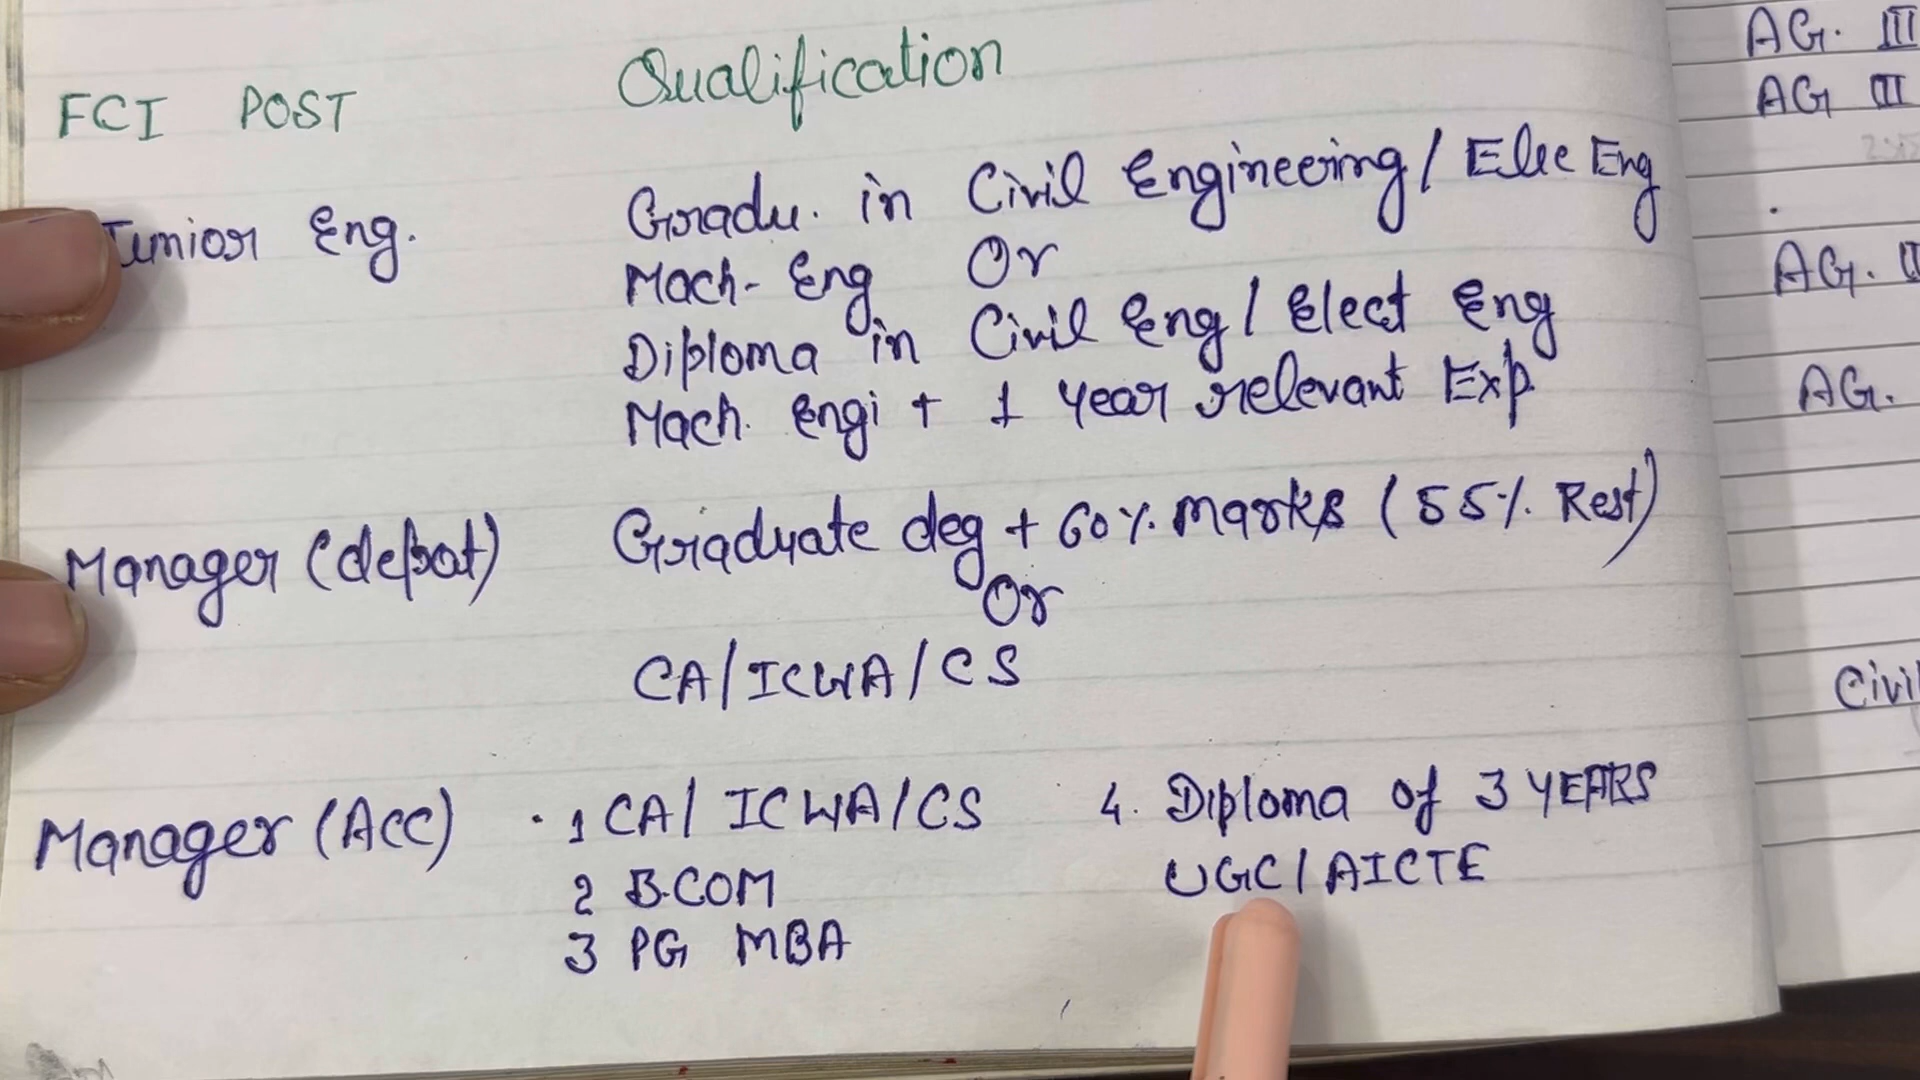 FCI POST Qualification
Junior Eng. Gradu. in Civil Engineering / Elec Eng
Mach- Eng Or
Diploma in Civil Eng / Elect Eng
Mach. Engi + 1 year relevant Exp.
Manager (depot) Graduate deg + 60% Marks (55% Rest)
Or
CA/ICWA/CS
Manager (Acc) 1 CA/ ICWA/CS
2 B.COM
3 PG MBA
4. Diploma of 3 YEARS
UGC/AICTE
AG. III
AG III
AG. II
AG.
Civil